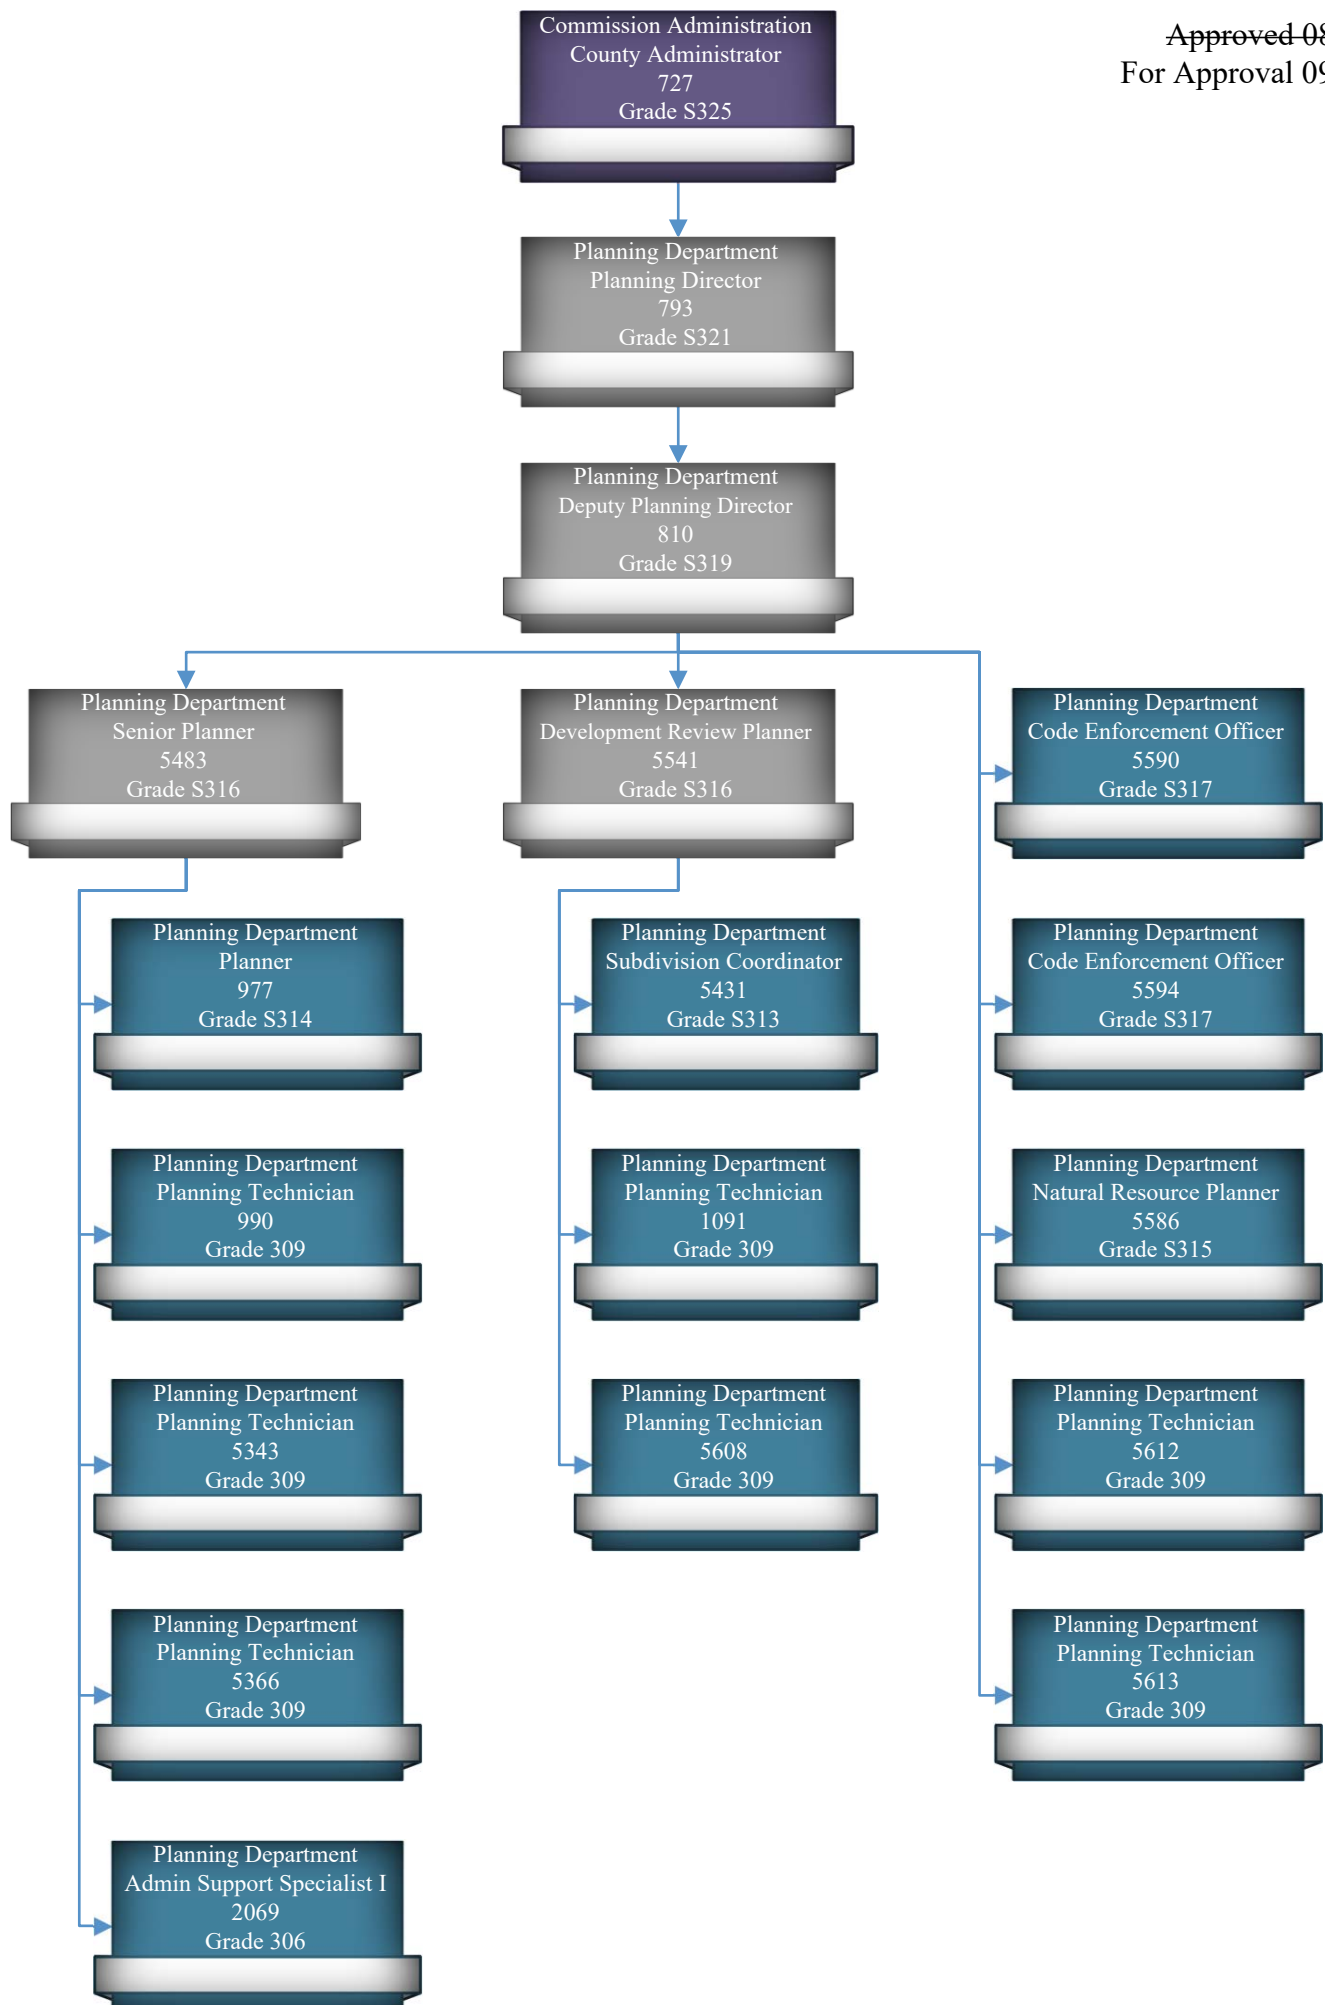 Commission Administration
County Administrator
727
Grade S325
Approved 08
For Approval 09
Planning Department
Planning Director
793
Grade S321
Planning Department
Deputy Planning Director
810
Grade S319
Planning Department
Senior Planner
5483
Grade S316
Planning Department
Development Review Planner
5541
Grade S316
Planning Department
Code Enforcement Officer
5590
Grade S317
Planning Department
Planner
977
Grade S314
Planning Department
Subdivision Coordinator
5431
Grade S313
Planning Department
Code Enforcement Officer
5594
Grade S317
Planning Department
Planning Technician
990
Grade 309
Planning Department
Planning Technician
1091
Grade 309
Planning Department
Natural Resource Planner
5586
Grade S315
Planning Department
Planning Technician
5343
Grade 309
Planning Department
Planning Technician
5608
Grade 309
Planning Department
Planning Technician
5612
Grade 309
Planning Department
Planning Technician
5366
Grade 309
Planning Department
Planning Technician
5613
Grade 309
Planning Department
Admin Support Specialist I
2069
Grade 306